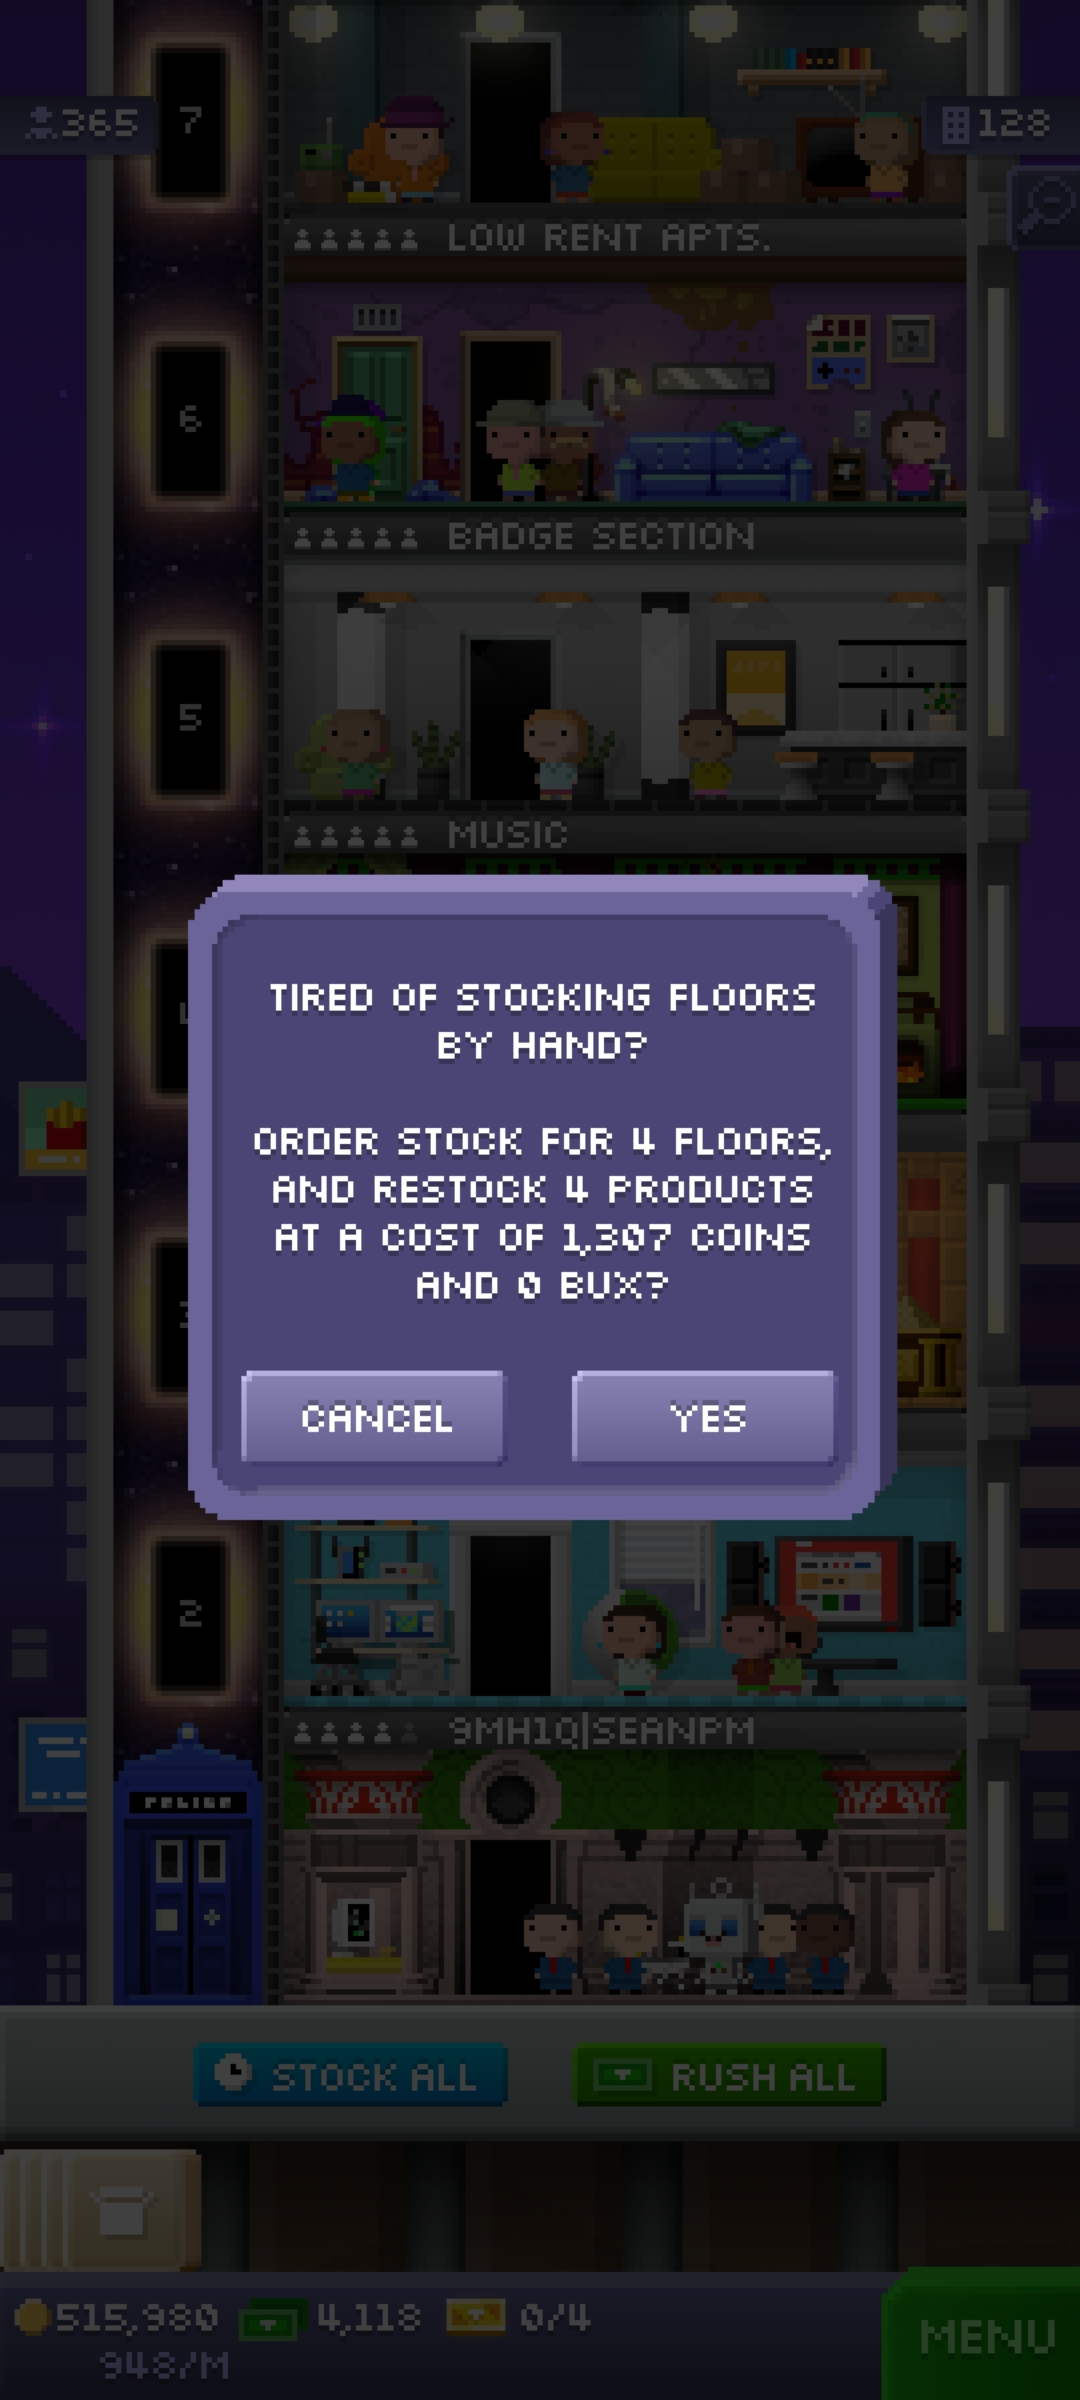 7
365
128
LOW RENT APTS.
6
BADGE SECTION
5
MUSIC
TIRED OF STOCKING FLOORS
BY HAND?
ORDER STOCK FOR 4 FLOORS,
AND RESTOCK 4 PRODUCTS
AT A COST OF 1,307 COINS
AND 0 BUX?
CANCEL
YES
2
9MH1Q|SEANPM
POLICE
STOCK ALL
RUSH ALL
515,980
4,118
0/4
948/M
MENU